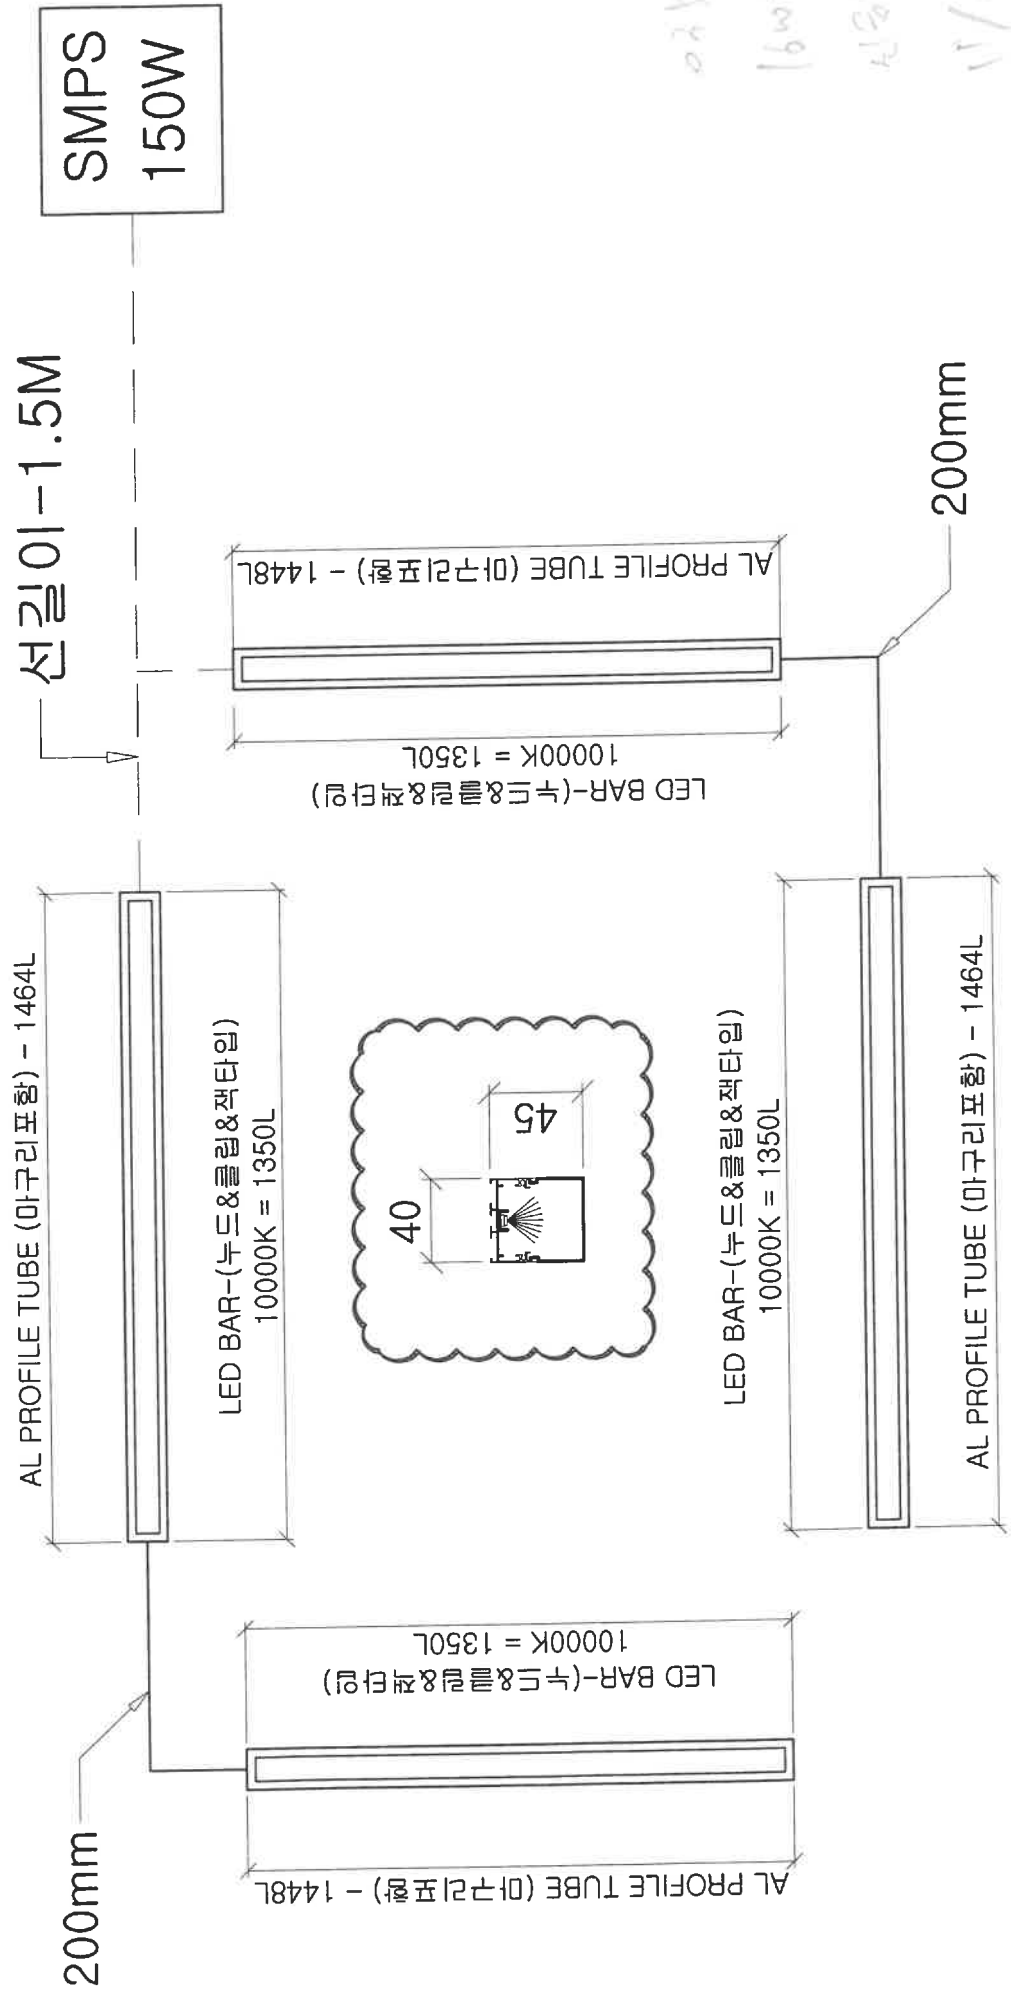 SMPS
150W
선길이-1.5M
AL PROFILE TUBE (마구리포함) - 1464L
LED BAR-(누드&클립&잭타입)
10000K = 1350L
200mm
AL PROFILE TUBE (마구리포함) - 1448L
LED BAR-(누드&클립&잭타입)
10000K = 1350L
40
45
AL PROFILE TUBE (마구리포함) - 1448L
LED BAR-(누드&클립&잭타입)
10000K = 1350L
200mm
LED BAR-(누드&클립&잭타입)
10000K = 1350L
AL PROFILE TUBE (마구리포함) - 1464L